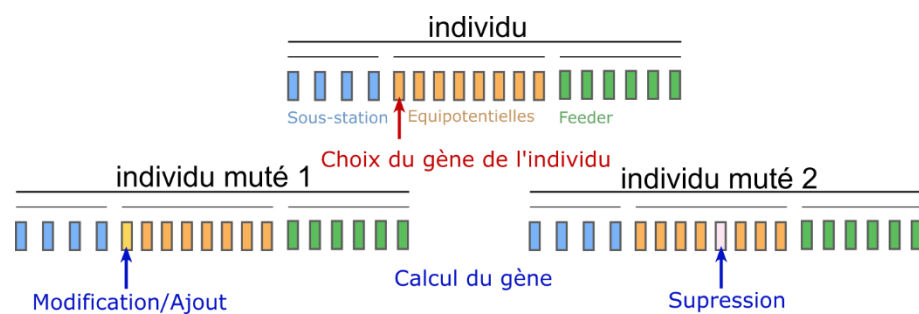 individu
Sous-station Equipotentielles Feeder
Choix du gène de l'individu
individu muté 1 individu muté 2
Calcul du gène
Modification/Ajout Supression